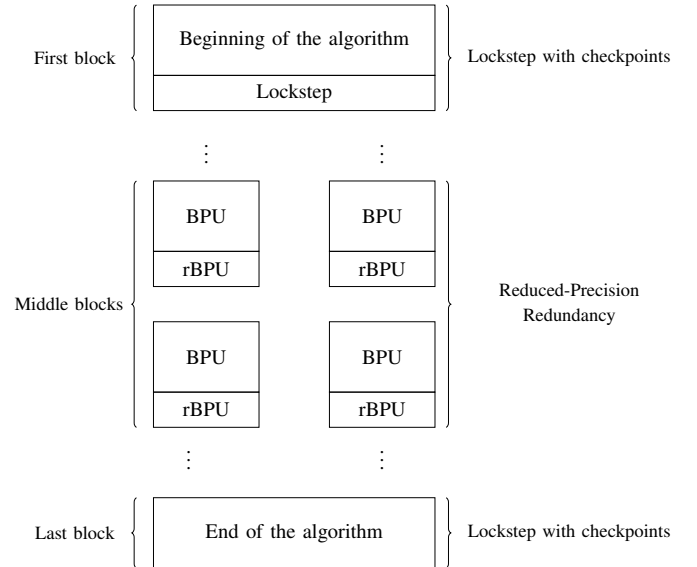 Beginning of the algorithm
First block
Lockstep with checkpoints
Lockstep
⋮ ⋮
BPU BPU
rBPU rBPU
Middle blocks
Reduced-Precision
Redundancy
BPU BPU
rBPU rBPU
⋮ ⋮
Last block
End of the algorithm
Lockstep with checkpoints